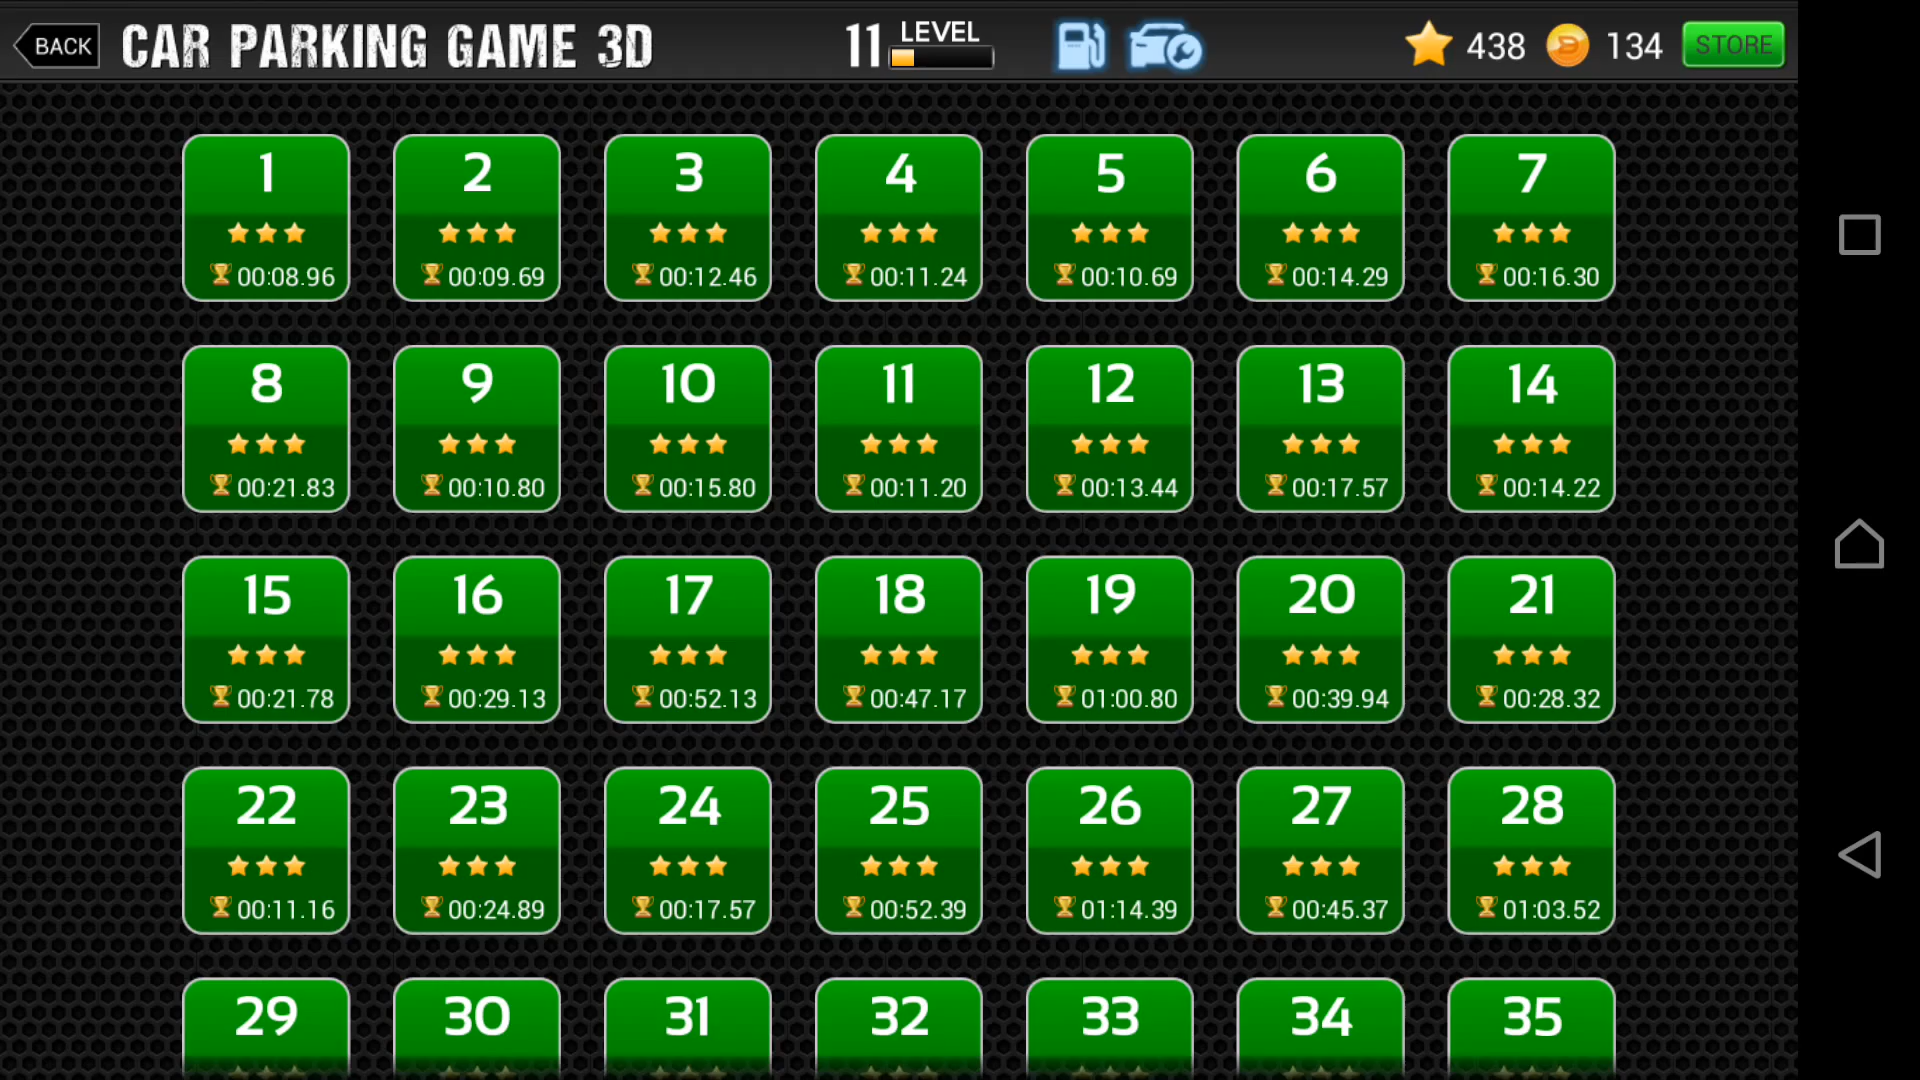 BACK CAR PARKING GAME 3D 11 LEVEL 438 134 STORE
1 2 3 4 5 6 7
00:08.96 00:09.69 00:12.46 00:11.24 00:10.69 00:14.29 00:16.30
8 9 10 11 12 13 14
00:21.83 00:10.80 00:15.80 00:11.20 00:13.44 00:17.57 00:14.22
15 16 17 18 19 20 21
00:21.78 00:29.13 00:52.13 00:47.17 01:00.80 00:39.94 00:28.32
22 23 24 25 26 27 28
00:11.16 00:24.89 00:17.57 00:52.39 01:14.39 00:45.37 01:03.52
29 30 31 32 33 34 35